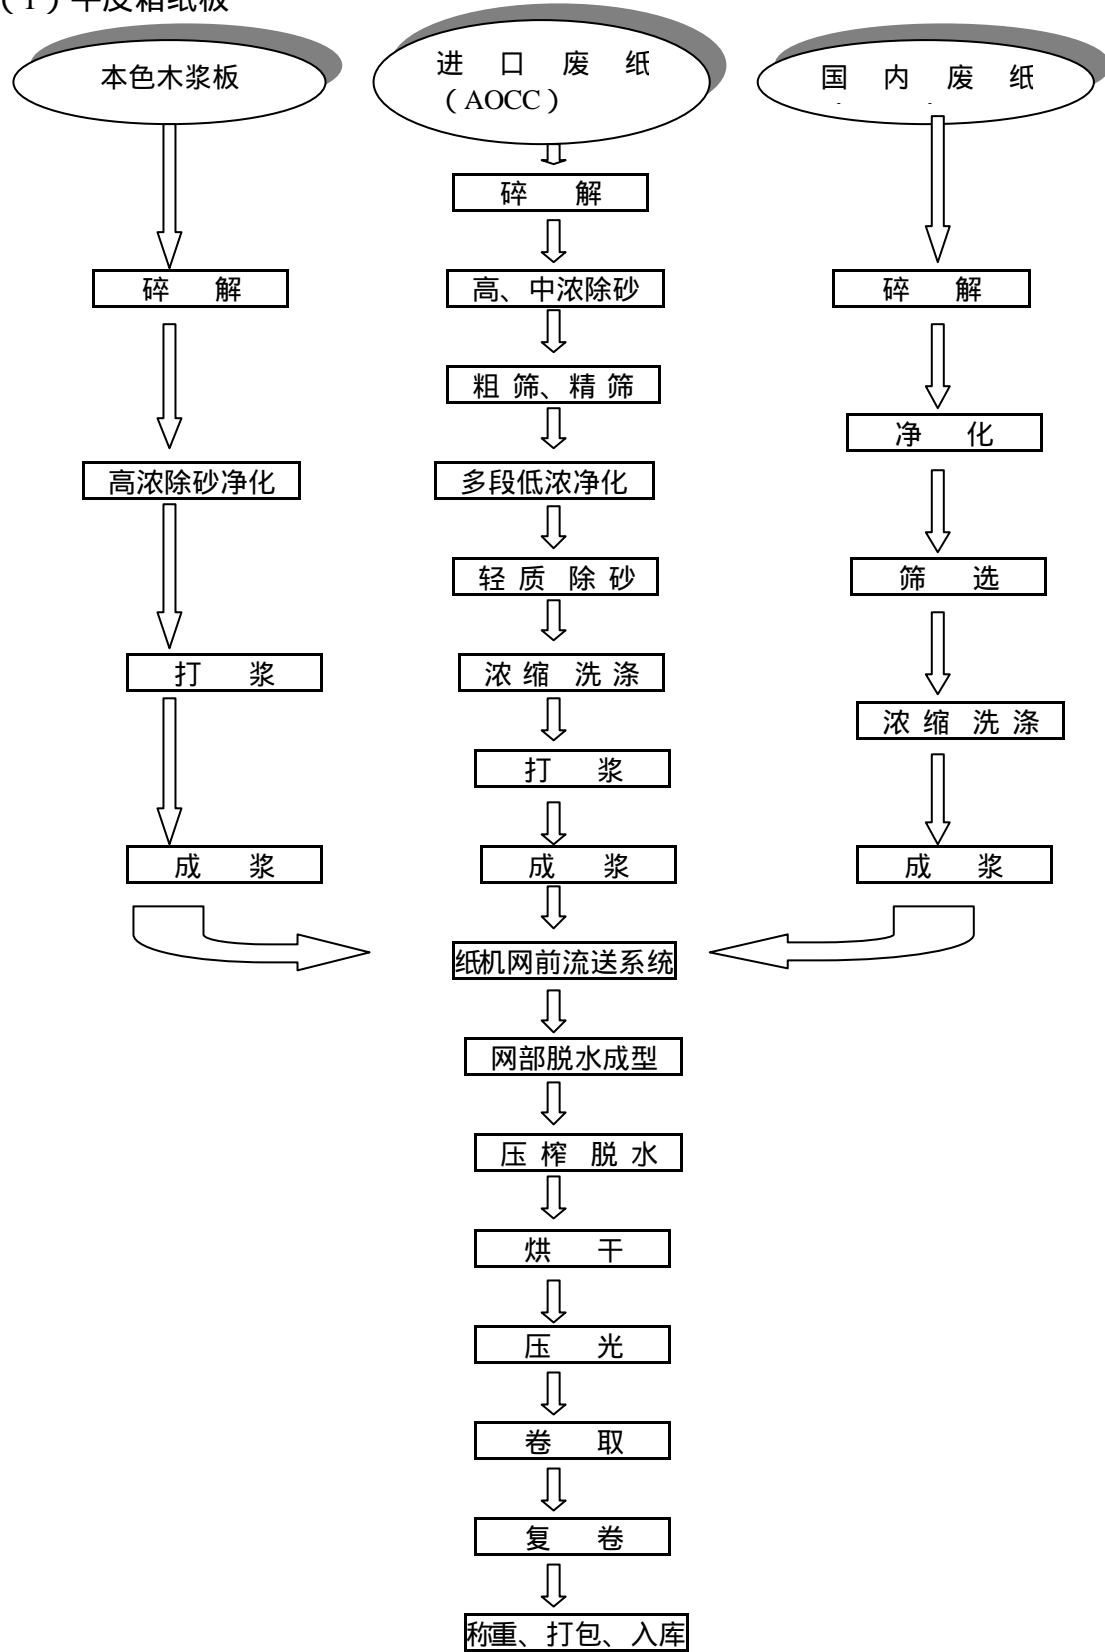 （1）牛皮箱纸板
本色木浆板
进 口 废 纸
（AOCC）
国 内 废 纸
碎 解
碎 解
高、中浓除砂
碎 解
粗 筛、精 筛
净 化
高浓除砂净化
多段低浓净化
轻 质 除 砂
筛 选
打 浆
浓 缩 洗 涤
浓 缩 洗 涤
打 浆
成 浆
成 浆
成 浆
纸机网前流送系统
网部脱水成型
压 榨 脱 水
烘 干
压 光
卷 取
复 卷
称重、打包、入库